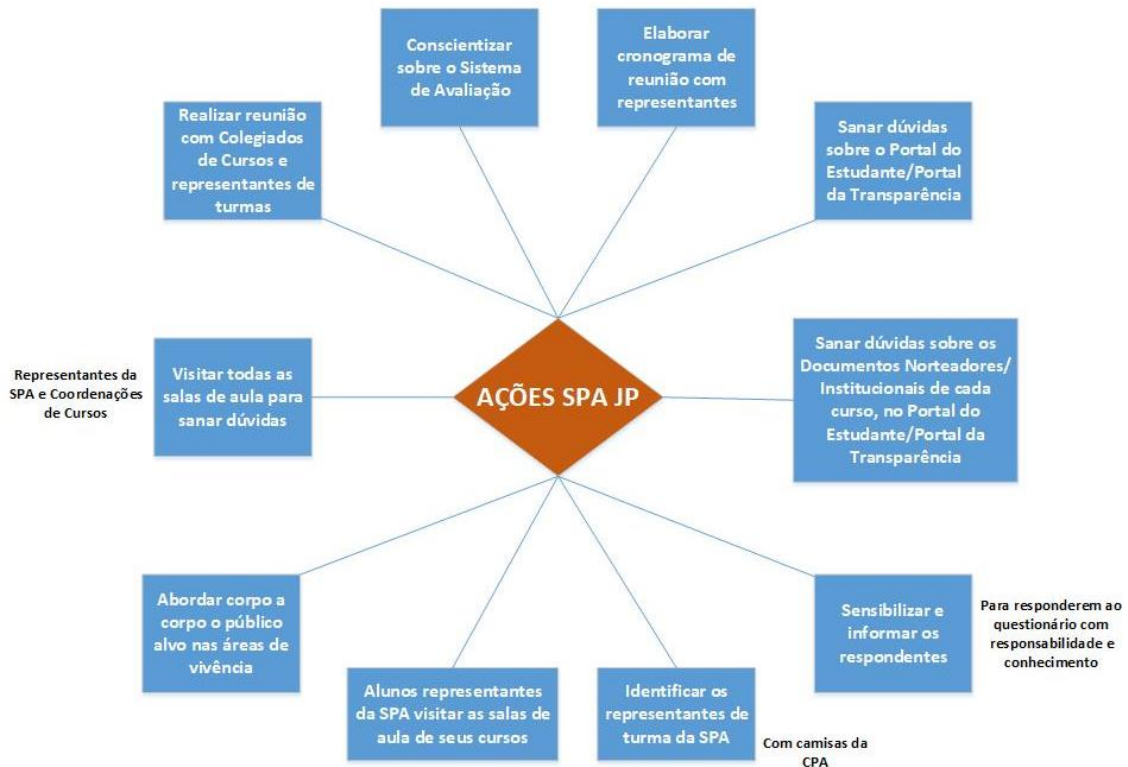 Conscientizar
sobre o Sistema
de Avaliação
Elaborar
cronograma de
reunião com
representantes
Realizar reunião
com Colegiados
de Cursos e
representantes de
turmas
Sanar dúvidas
sobre o Portal do
Estudante/Portal
da Transparência
Representantes da
SPA e Coordenações
de Cursos
Visitar todas as
salas de aula para
sanar dúvidas
AÇÕES SPA JP
Sanar dúvidas sobre os
Documentos Norteadores/
Institucionais de cada
curso, no Portal do
Estudante/Portal da
Transparência
Abordar corpo a
corpo o público
alvo nas áreas de
vivência
Sensibilizar e
informar os
respondentes
Para responderem ao
questionário com
responsabilidade e
conhecimento
Alunos representantes
da SPA visitar as salas de
aula de seus cursos
Identificar os
representantes de
turma da SPA
Com camisas da
CPA